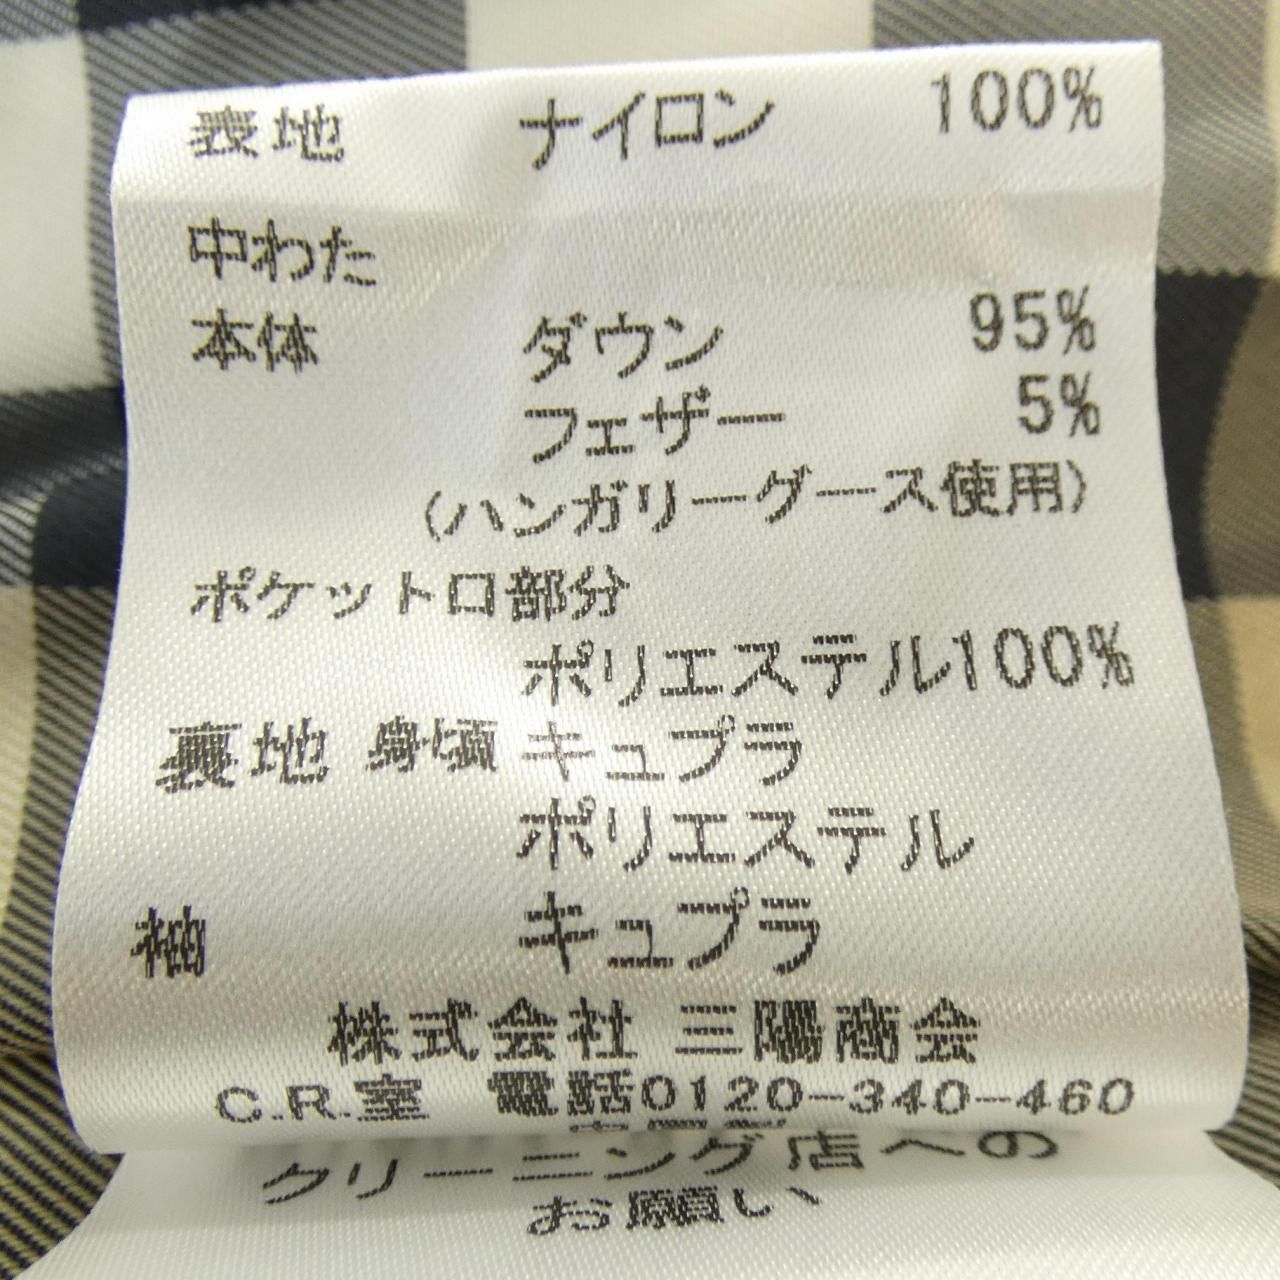 表地 ナイロン 100%
中わた
本体 ダウン 95%
フェザー 5%
(ハンガリーグース使用)
ポケット口部分
ポリエステル100%
裏地 身頃 キュプラ
ポリエステル
袖 キュプラ
株式会社 三陽商会
C.R.室 電話0120-340-460
クリーニング店への
お願い